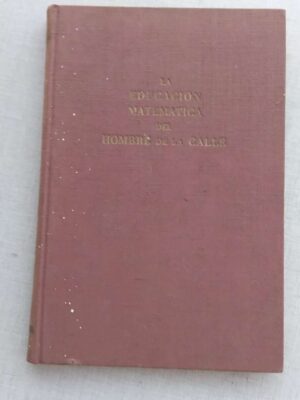 LA
EDUCACION
MATEMATICA
DEL
HOMBRE DE LA CALLE